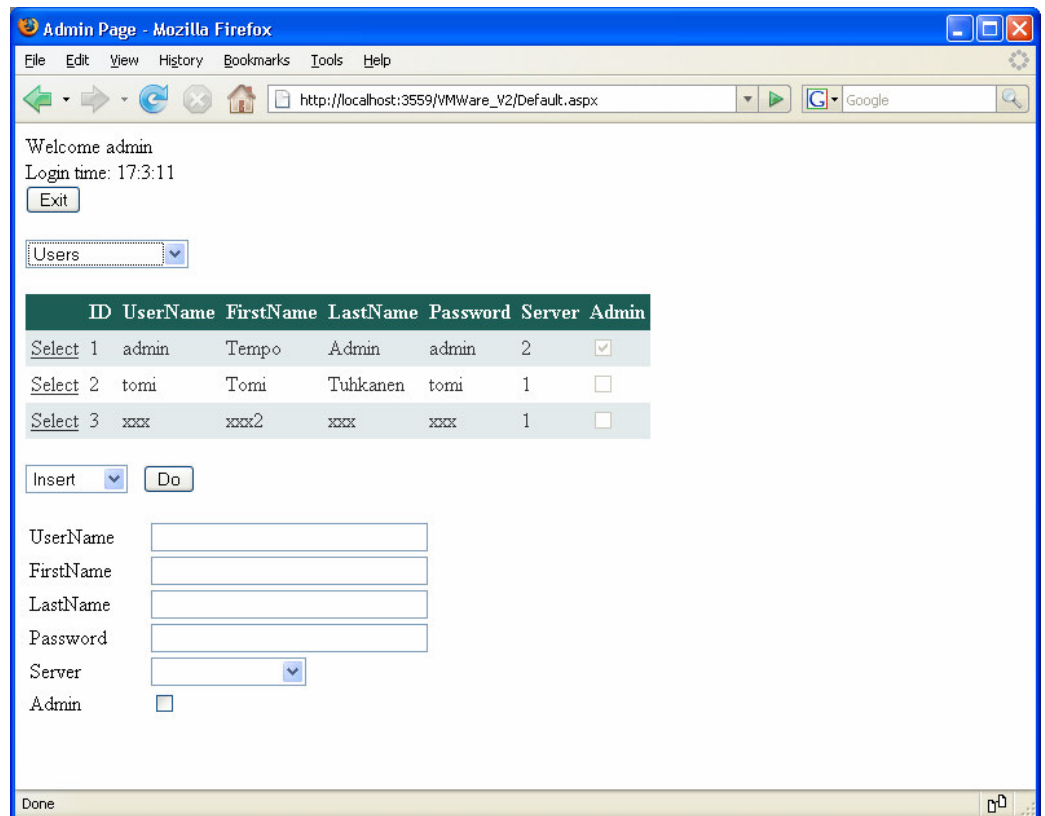 Admin Page - Mozilla Firefox
File Edit View History Bookmarks Tools Help
http://localhost:3559/VMWare_V2/Default.aspx G Google
Welcome admin
Login time: 17:3:11
Exit
Users
ID UserName FirstName LastName Password Server Admin
Select 1 admin Tempo Admin admin 2
Select 2 tomi Tomi Tuhkanen tomi 1
Select 3 xxx xxx2 xxx xxx 1
Insert Do
UserName
FirstName
LastName
Password
Server
Admin
Done